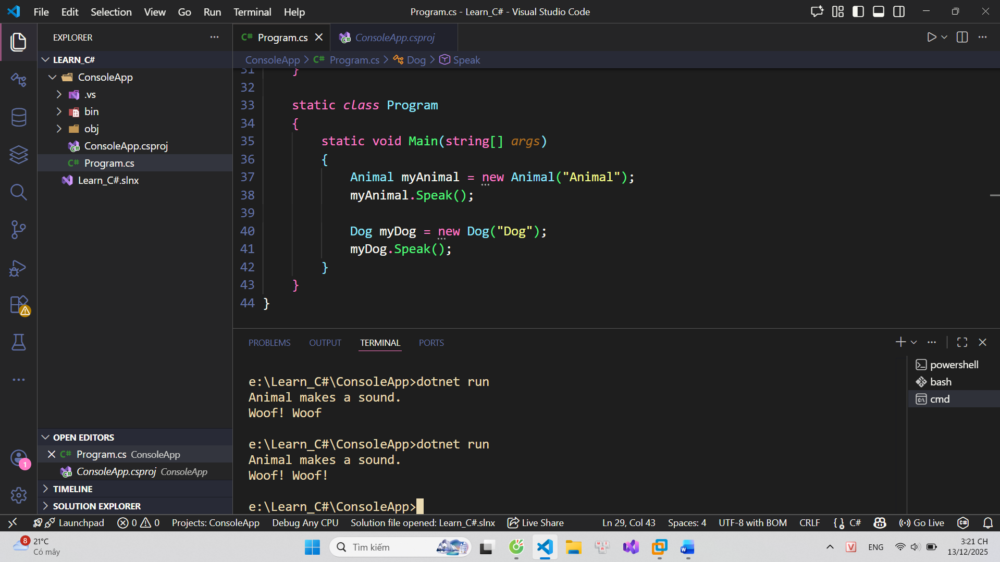 File Edit Selection View Go Run Terminal Help
Program.cs - Learn_C# - Visual Studio Code
EXPLORER
LEARN_C#
ConsoleApp
.vs
bin
obj
ConsoleApp.csproj
C# Program.cs
Learn_C#.slnx
OPEN EDITORS
C# Program.cs ConsoleApp
ConsoleApp.csproj ConsoleApp
TIMELINE
SOLUTION EXPLORER
C# Program.cs
ConsoleApp.csproj
ConsoleApp > C# Program.cs > Dog > Speak
31 }
32
33 static class Program
34 {
35 static void Main(string[] args)
36 {
37 Animal myAnimal = new Animal("Animal");
38 myAnimal.Speak();
39
40 Dog myDog = new Dog("Dog");
41 myDog.Speak();
42 }
43 }
44 }
PROBLEMS OUTPUT TERMINAL PORTS
e:\Learn_C#\ConsoleApp>dotnet run
Animal makes a sound.
Woof! Woof
e:\Learn_C#\ConsoleApp>dotnet run
Animal makes a sound.
Woof! Woof!
e:\Learn_C#\ConsoleApp>
powershell
bash
cmd
1
Launchpad 0 0 Projects: ConsoleApp Debug Any CPU Solution file opened: Learn_C#.slnx Live Share Ln 29, Col 43 Spaces: 4 UTF-8 with BOM CRLF C# Go Live
8
21°C
Có mây
Tìm kiếm
V
ENG
3:21 CH
13/12/2025